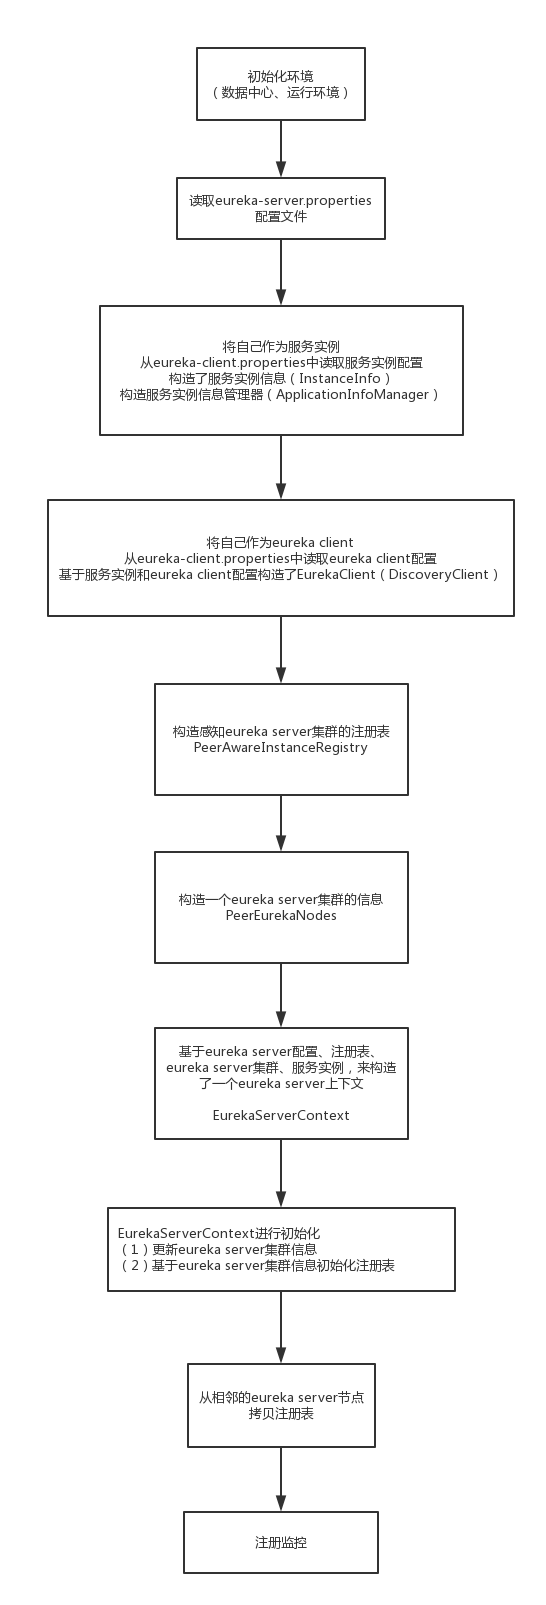 初始化环境
（数据中心、运行环境）
读取eureka-server.properties
配置文件
将自己作为服务实例
从eureka-client.properties中读取服务实例配置
构造了服务实例信息（InstanceInfo）
构造服务实例信息管理器（ApplicationInfoManager）
将自己作为eureka client
从eureka-client.properties中读取eureka client配置
基于服务实例和eureka client配置构造了EurekaClient（DiscoveryClient）
构造感知eureka server集群的注册表
PeerAwareInstanceRegistry
构造一个eureka server集群的信息
PeerEurekaNodes
基于eureka server配置、注册表、
eureka server集群、服务实例，来构造
了一个eureka server上下文
EurekaServerContext
EurekaServerContext进行初始化
（1）更新eureka server集群信息
（2）基于eureka server集群信息初始化注册表
从相邻的eureka server节点
拷贝注册表
注册监控